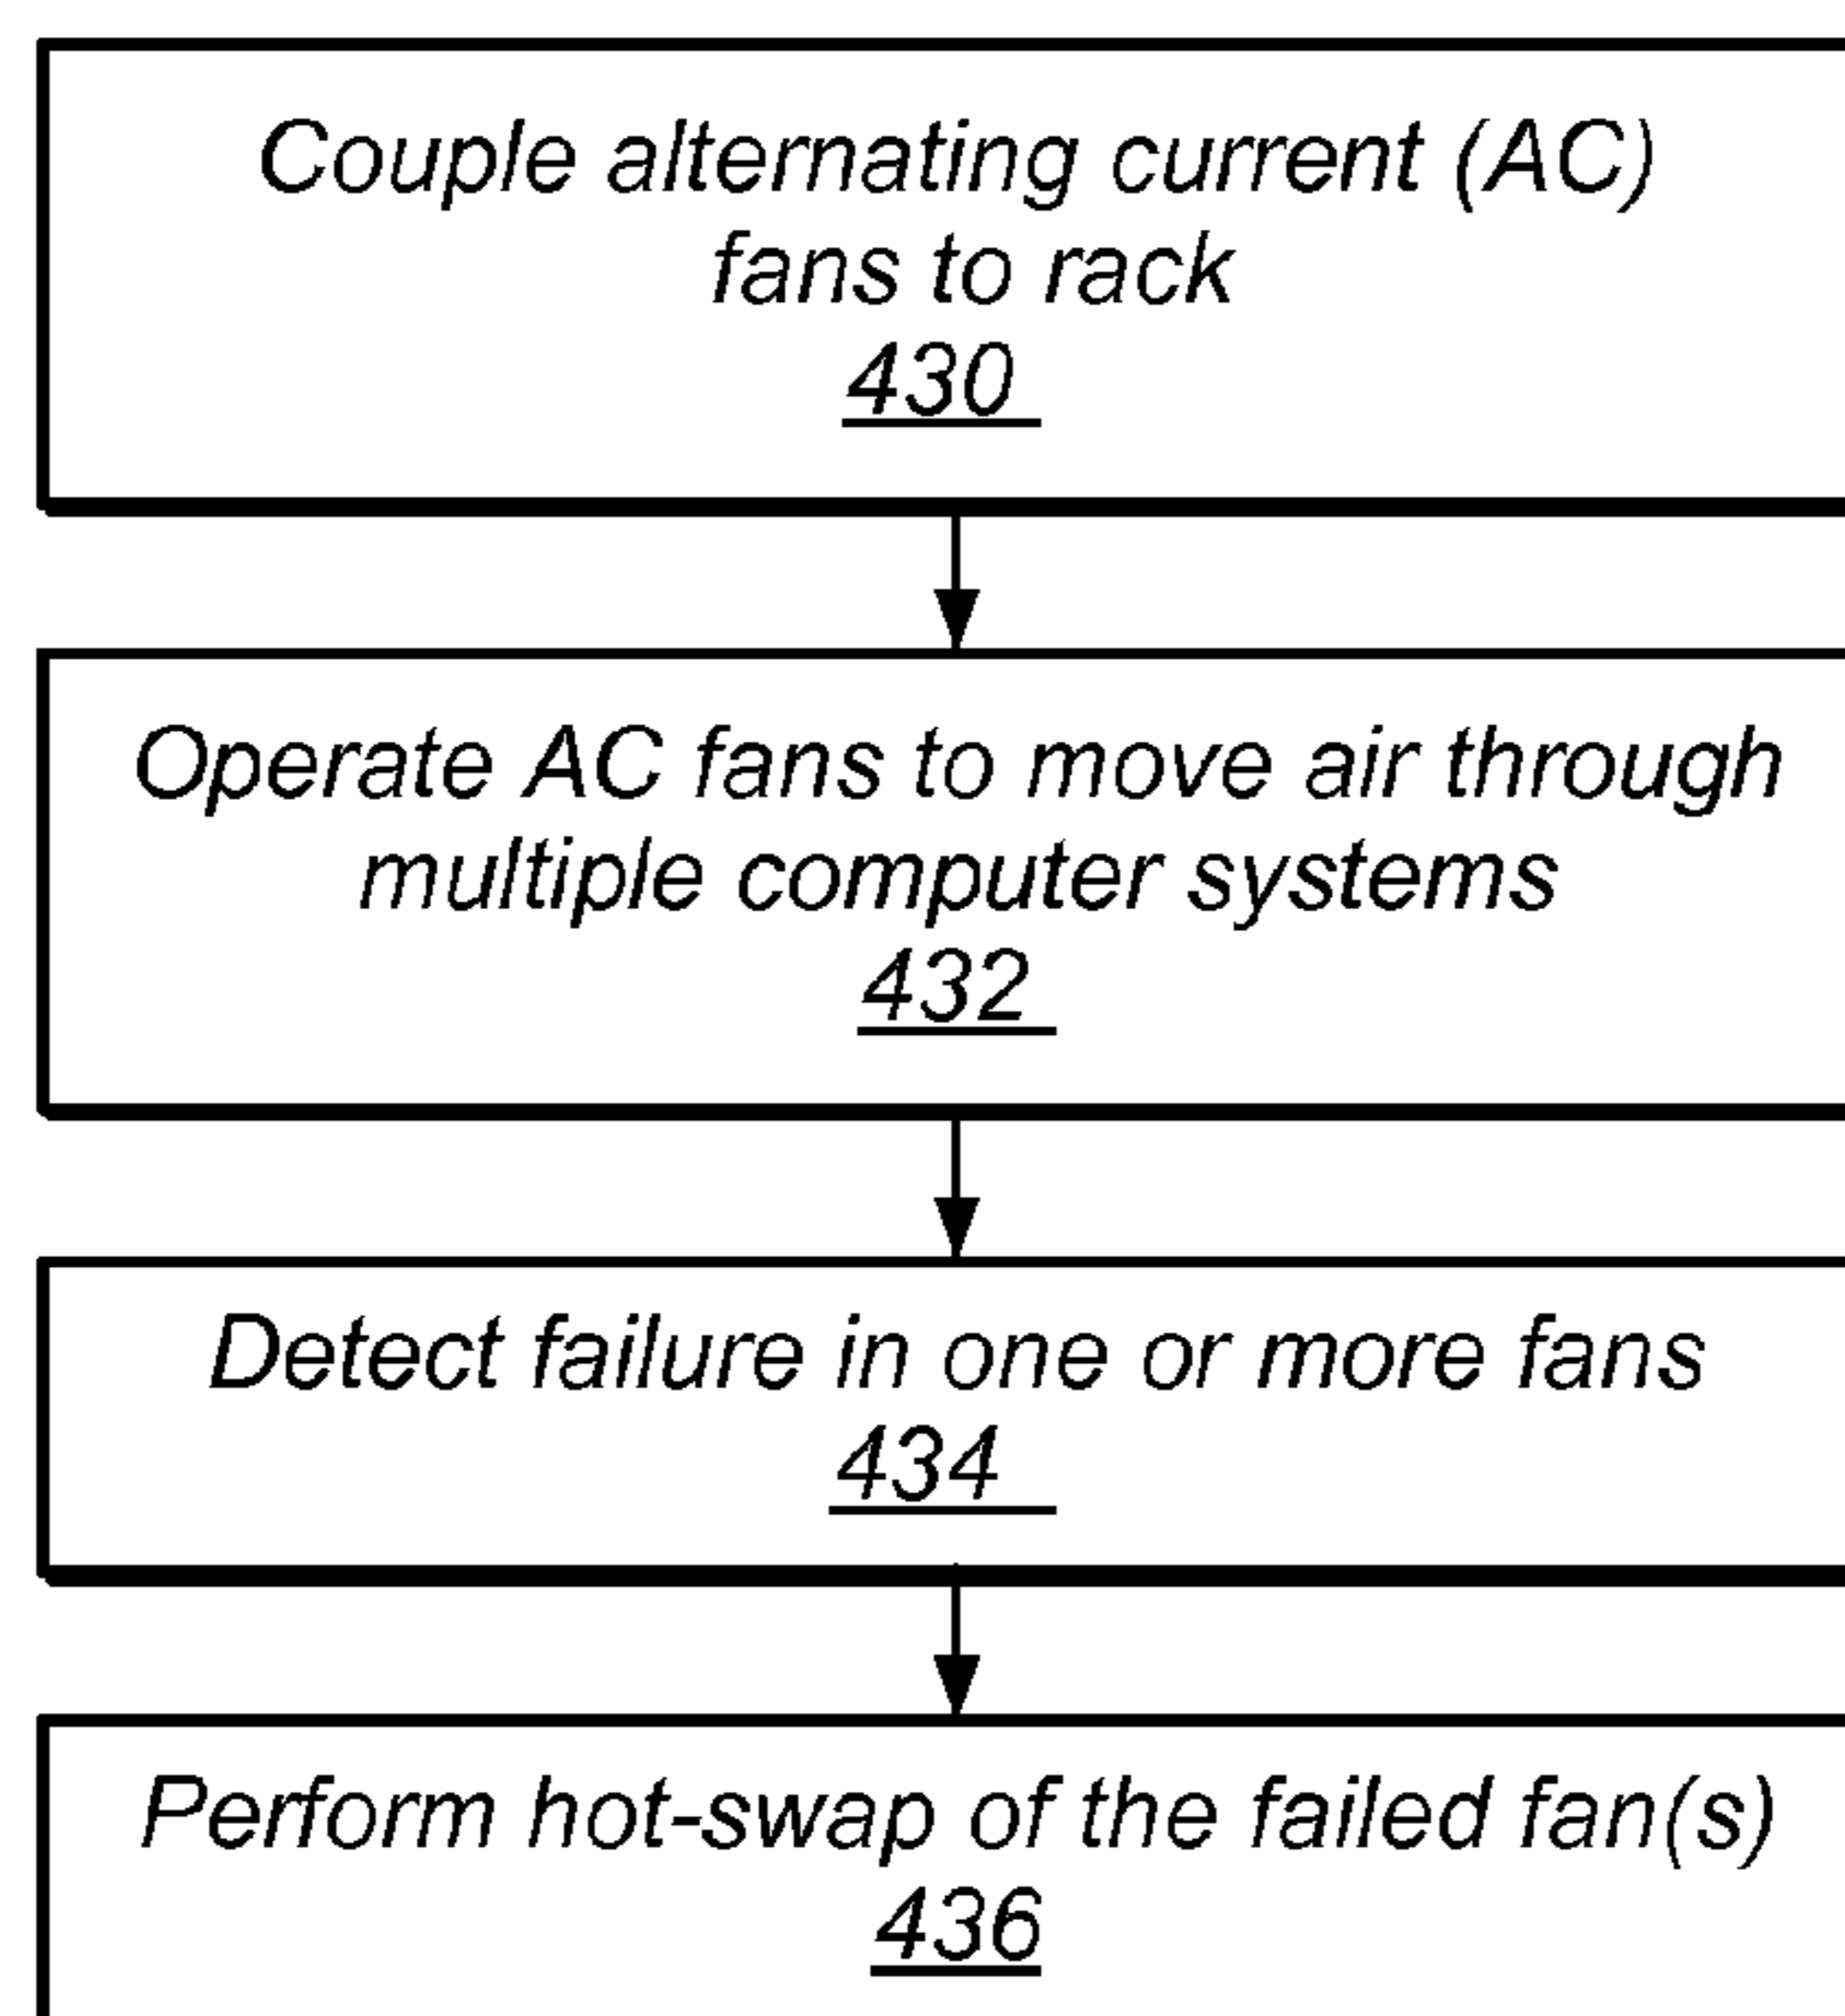 Couple alternating current (AC)
fans to rack
430
Operate AC fans to move air through
multiple computer systems
432
Detect failure in one or more fans
434
Perform hot-swap of the failed fan(s)
436